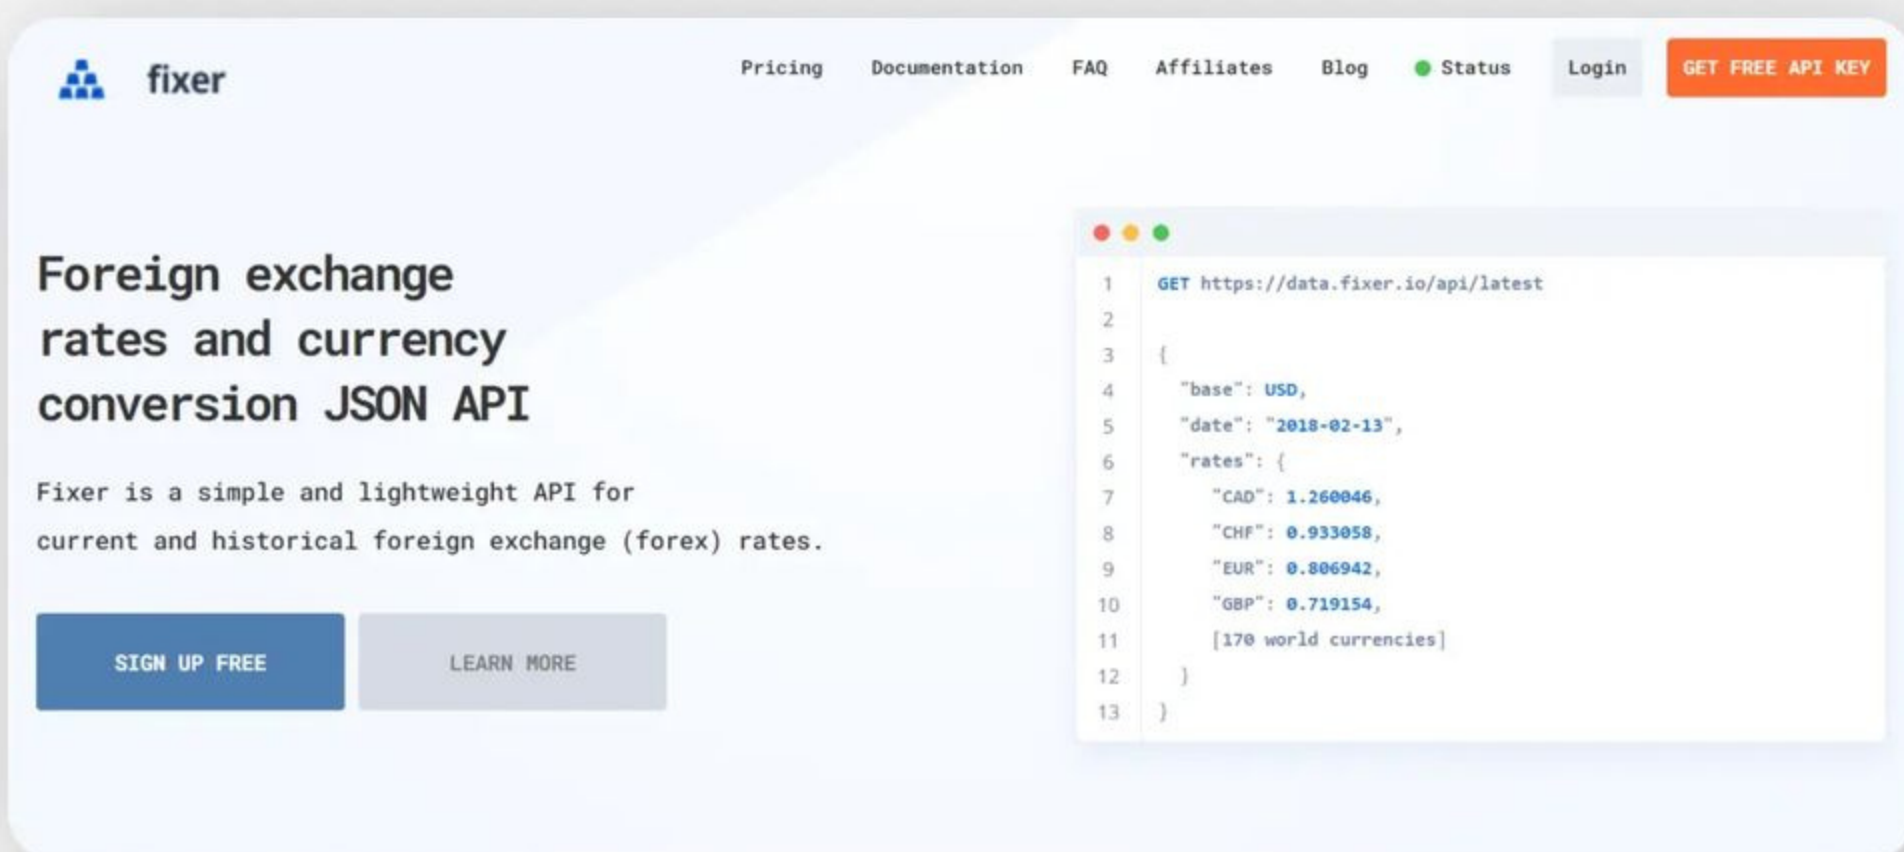 fixer
Pricing Documentation FAQ Affiliates Blog Status Login GET FREE API KEY
Foreign exchange
rates and currency
conversion JSON API
Fixer is a simple and lightweight API for
current and historical foreign exchange (forex) rates.
SIGN UP FREE LEARN MORE
1 GET https://data.fixer.io/api/latest
2
3 {
4 "base": USD,
5 "date": "2018-02-13",
6 "rates": {
7 "CAD": 1.260046,
8 "CHF": 0.933058,
9 "EUR": 0.806942,
10 "GBP": 0.719154,
11 [170 world currencies]
12 }
13 }